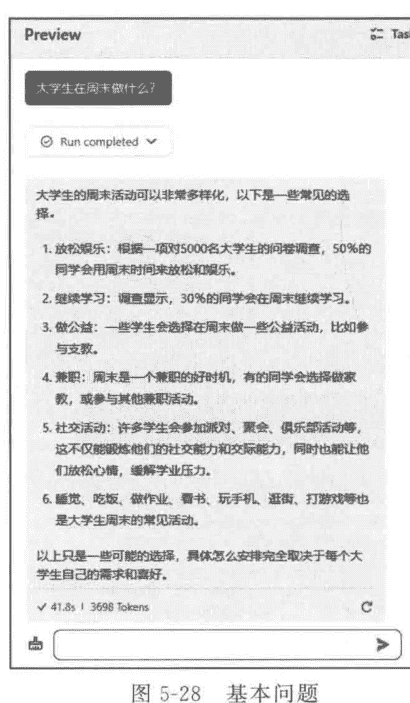 Preview
Tas
大学生在周末做什么?
Run completed
大学生的周末活动可以非常多样化，以下是一些常见的选
择。
1. 放松娱乐：根据一项对5000名大学生的问卷调查，50%的
同学会用周末时间来放松和娱乐。
2. 继续学习：调查显示，30%的同学会在周末继续学习。
3. 做公益：一些学生会选择在周末做一些公益活动，比如参
与支教。
4. 兼职：周末是一个兼职的好时机，有的同学会选择做家
教，或参与其他兼职活动。
5. 社交活动：许多学生会参加派对、聚会、俱乐部活动等，
这不仅能锻炼他们的社交能力和交际能力，同时也能让他
们放松心情，缓解学业压力。
6. 睡觉、吃饭、做作业、看书、玩手机、逛街、打游戏等也
是大学生周末的常见活动。
以上只是一些可能的选择，具体怎么安排完全取决于每个大
学生自己的需求和喜好。
41.8s | 3698 Tokens
图 5-28 基本问题